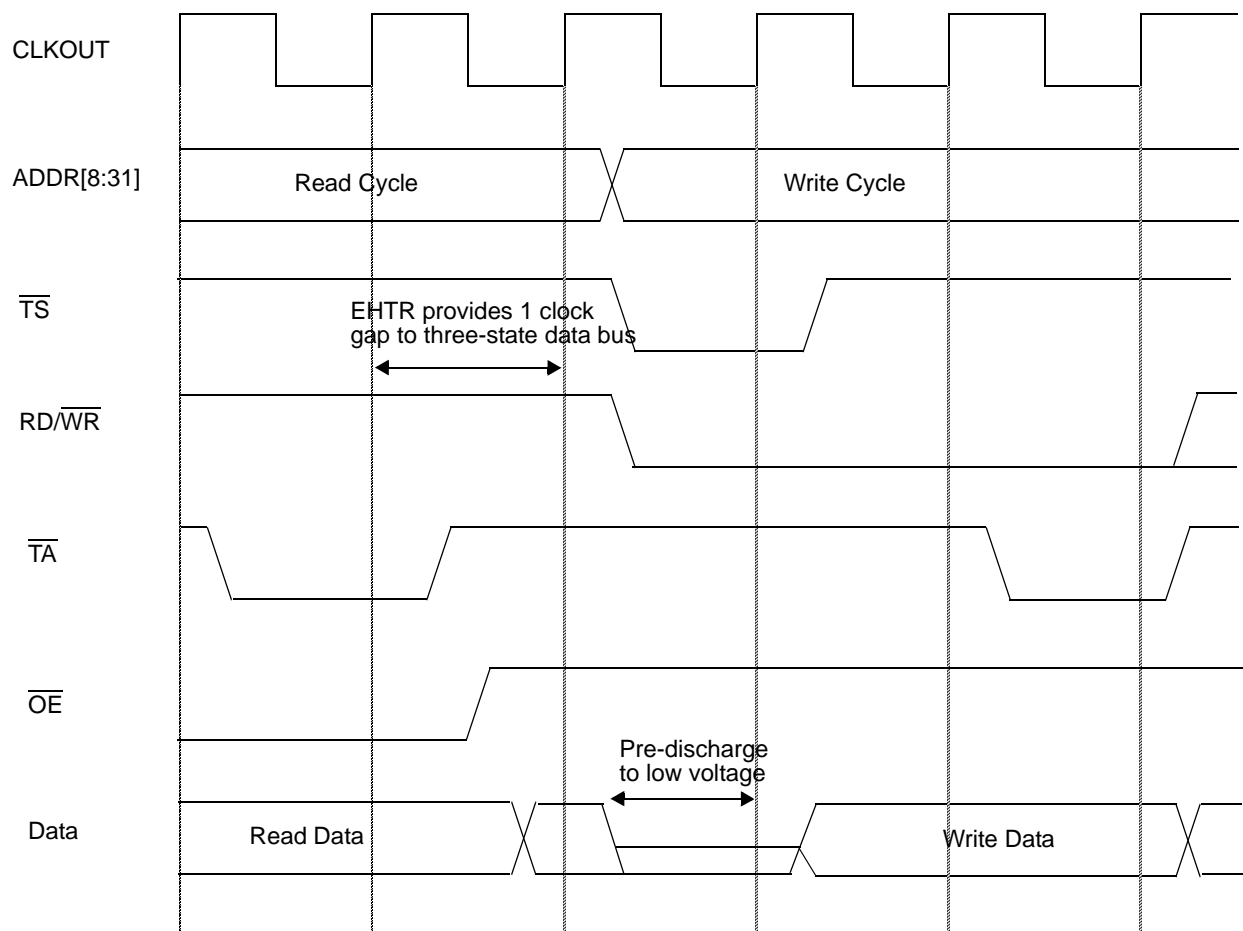 CLKOUT
ADDR[8:31]
Read Cycle
Write Cycle
TS
EHTR provides 1 clock
gap to three-state data bus
RD/WR
TA
OE
Pre-discharge
to low voltage
Data
Read Data
Write Data